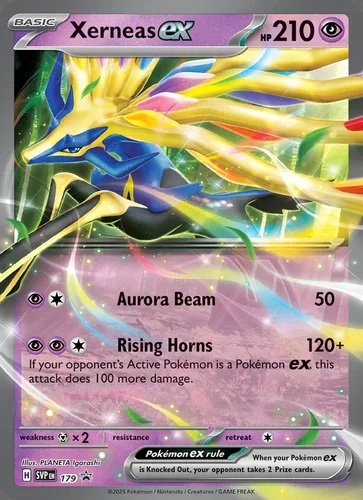 BASIC
Xerneas ex
HP 210
Aurora Beam 50
Rising Horns 120+
If your opponent's Active Pokémon is a Pokémon ex, this
attack does 100 more damage.
weakness ×2 resistance retreat
Illus. PLANETA Igarashi
H SVP EN 179
Pokémon ex rule
When your Pokémon ex
is Knocked Out, your opponent takes 2 Prize cards.
©2025 Pokémon / Nintendo / Creatures / GAME FREAK